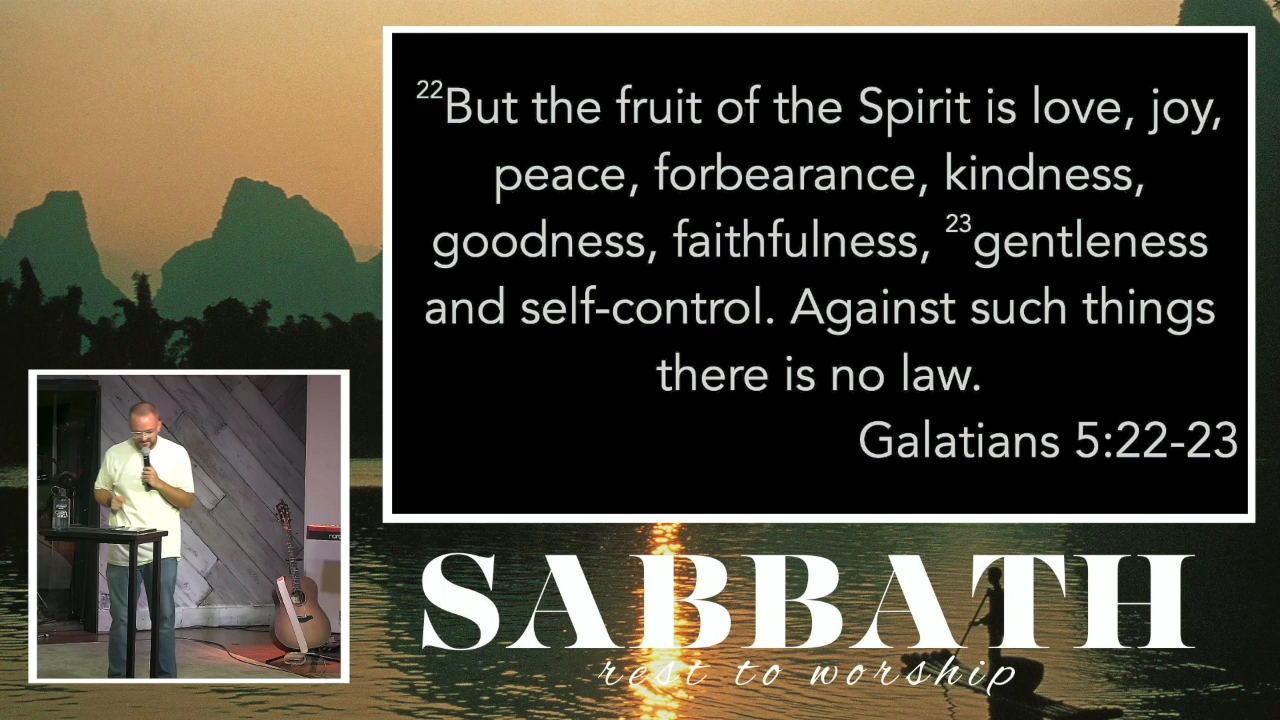 ²²But the fruit of the Spirit is love, joy,
peace, forbearance, kindness,
goodness, faithfulness, ²³gentleness
and self-control. Against such things
there is no law.
Galatians 5:22-23
SABBATH
rest to worship
nord